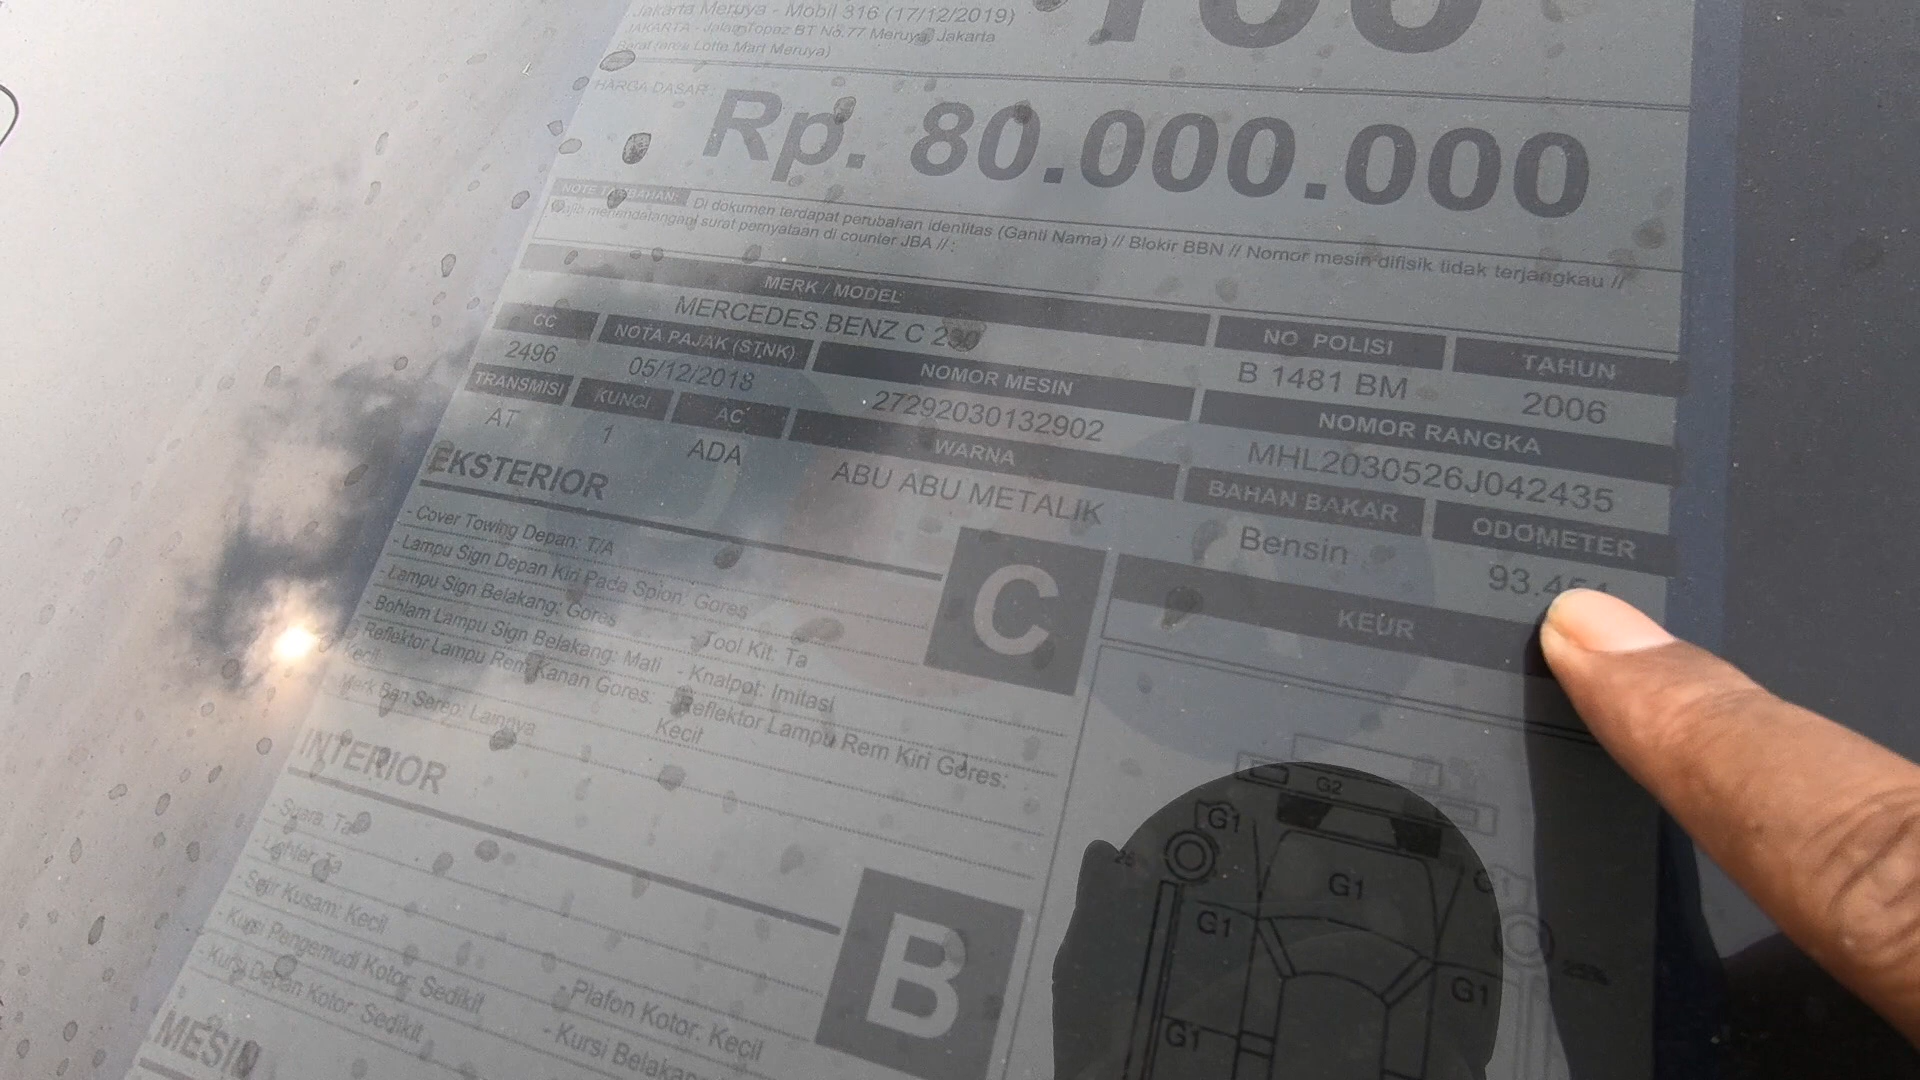 Jakarta Meruya - Mobil 316 (17/12/2019)
JAKARTA - Jalan Topaz BT No.77 Meruya, Jakarta
Barat (area Lotte Mart Meruya)
HARGA DASAR :
Rp. 80.000.000
NOTE TAMBAHAN: Di dokumen terdapat perubahan identitas (Ganti Nama) // Blokir BBN // Nomor mesin difisik tidak terjangkau //
Wajib menandatangani surat pernyataan di counter JBA // :
MERK / MODEL NO POLISI TAHUN
MERCEDES BENZ C 230 B 1481 BM 2006
CC NOTA PAJAK (STNK) NOMOR MESIN NOMOR RANGKA
2496 05/12/2018 27292030132902 MHL2030526J042435
TRANSMISI KUNCI AC WARNA BAHAN BAKAR ODOMETER
AT 1 ADA ABU ABU METALIK Bensin
KEUR
EKSTERIOR
C
- Cover Towing Depan: T/A
- Lampu Sign Depan Kiri Pada Spion: Gores
- Lampu Sign Belakang: Gores
- Tool Kit: Ta
- Bohlam Lampu Sign Belakang: Mati
- Knalpot: Imitasi
- Reflektor Lampu Rem Kanan Gores:
Kecil
- Reflektor Lampu Rem Kiri Gores:
Kecil
- Merk Ban Serep: Lainnya
INTERIOR
B
- Suara: Ta
- Lighter: Ta
- Setir Kusam: Kecil
- Kursi Pengemudi Kotor: Sedikit
- Plafon Kotor: Kecil
- Kursi Depan Kotor: Sedikit
MESIN
G2
G1
G1
G1
G1
G1
G1